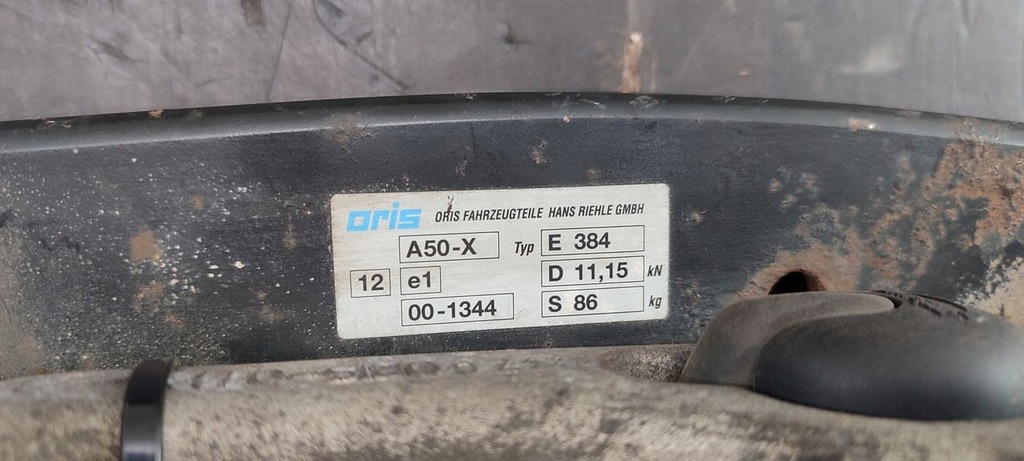 oris ORIS FAHRZEUGTEILE HANS RIEHLE GMBH
A50-X Typ E 384
12 e1 D 11,15 kN
00-1344 S 86 kg